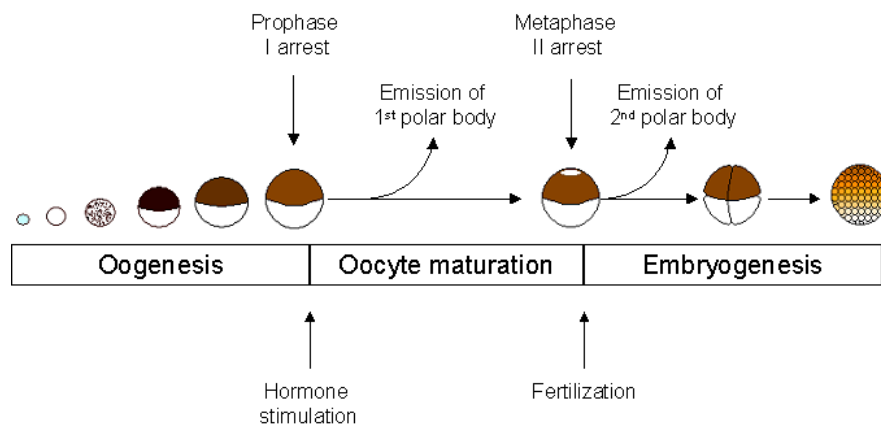 Prophase
I arrest
Metaphase
II arrest
Emission of
1st polar body
Emission of
2nd polar body
Oogenesis
Oocyte maturation
Embryogenesis
Hormone
stimulation
Fertilization